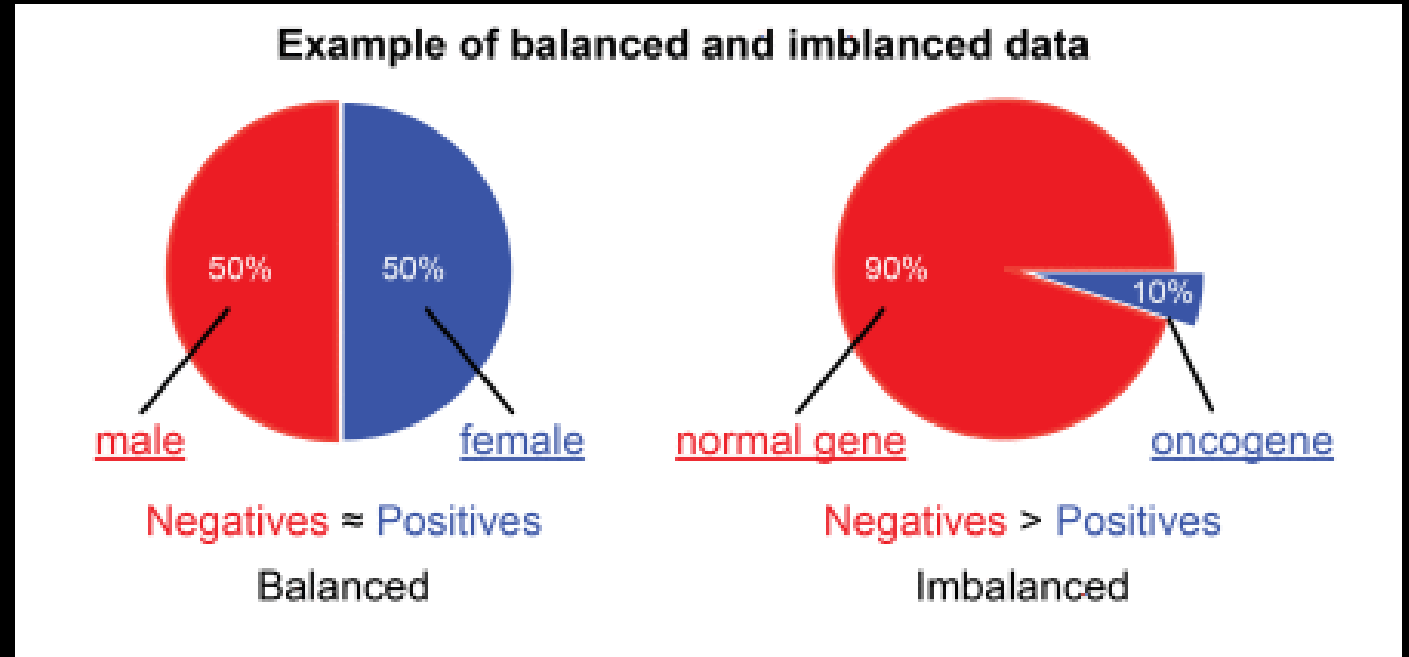 Example of balanced and imblanced data
50%
50%
male
female
Negatives ≈ Positives
Balanced
90%
10%
normal gene
oncogene
Negatives > Positives
Imbalanced